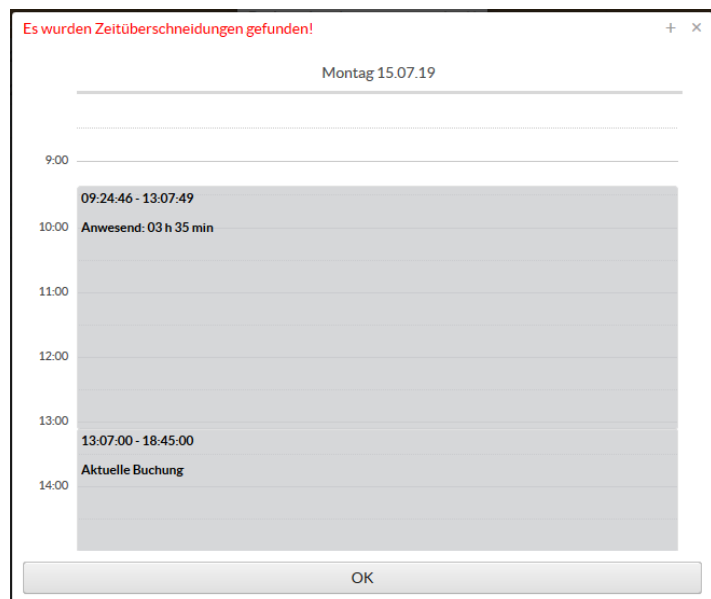 Es wurden Zeitüberschneidungen gefunden!
+ ×
Montag 15.07.19
9:00
09:24:46 - 13:07:49
10:00 Anwesend: 03 h 35 min
11:00
12:00
13:00
13:07:00 - 18:45:00
Aktuelle Buchung
14:00
OK